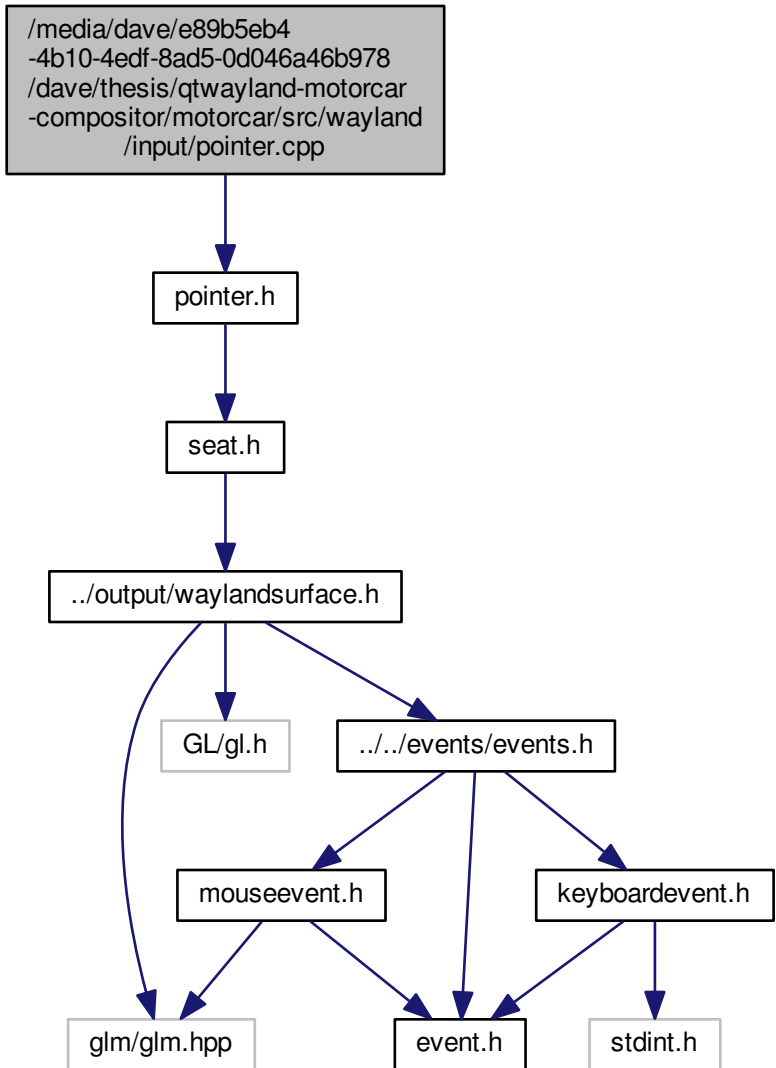 /media/dave/e89b5eb4
-4b10-4edf-8ad5-0d046a46b978
/dave/thesis/qtwayland-motorcar
-compositor/motorcar/src/wayland
/input/pointer.cpp
pointer.h
seat.h
../output/waylandsurface.h
GL/gl.h
../../events/events.h
mouseevent.h
keyboardevent.h
glm/glm.hpp
event.h
stdint.h